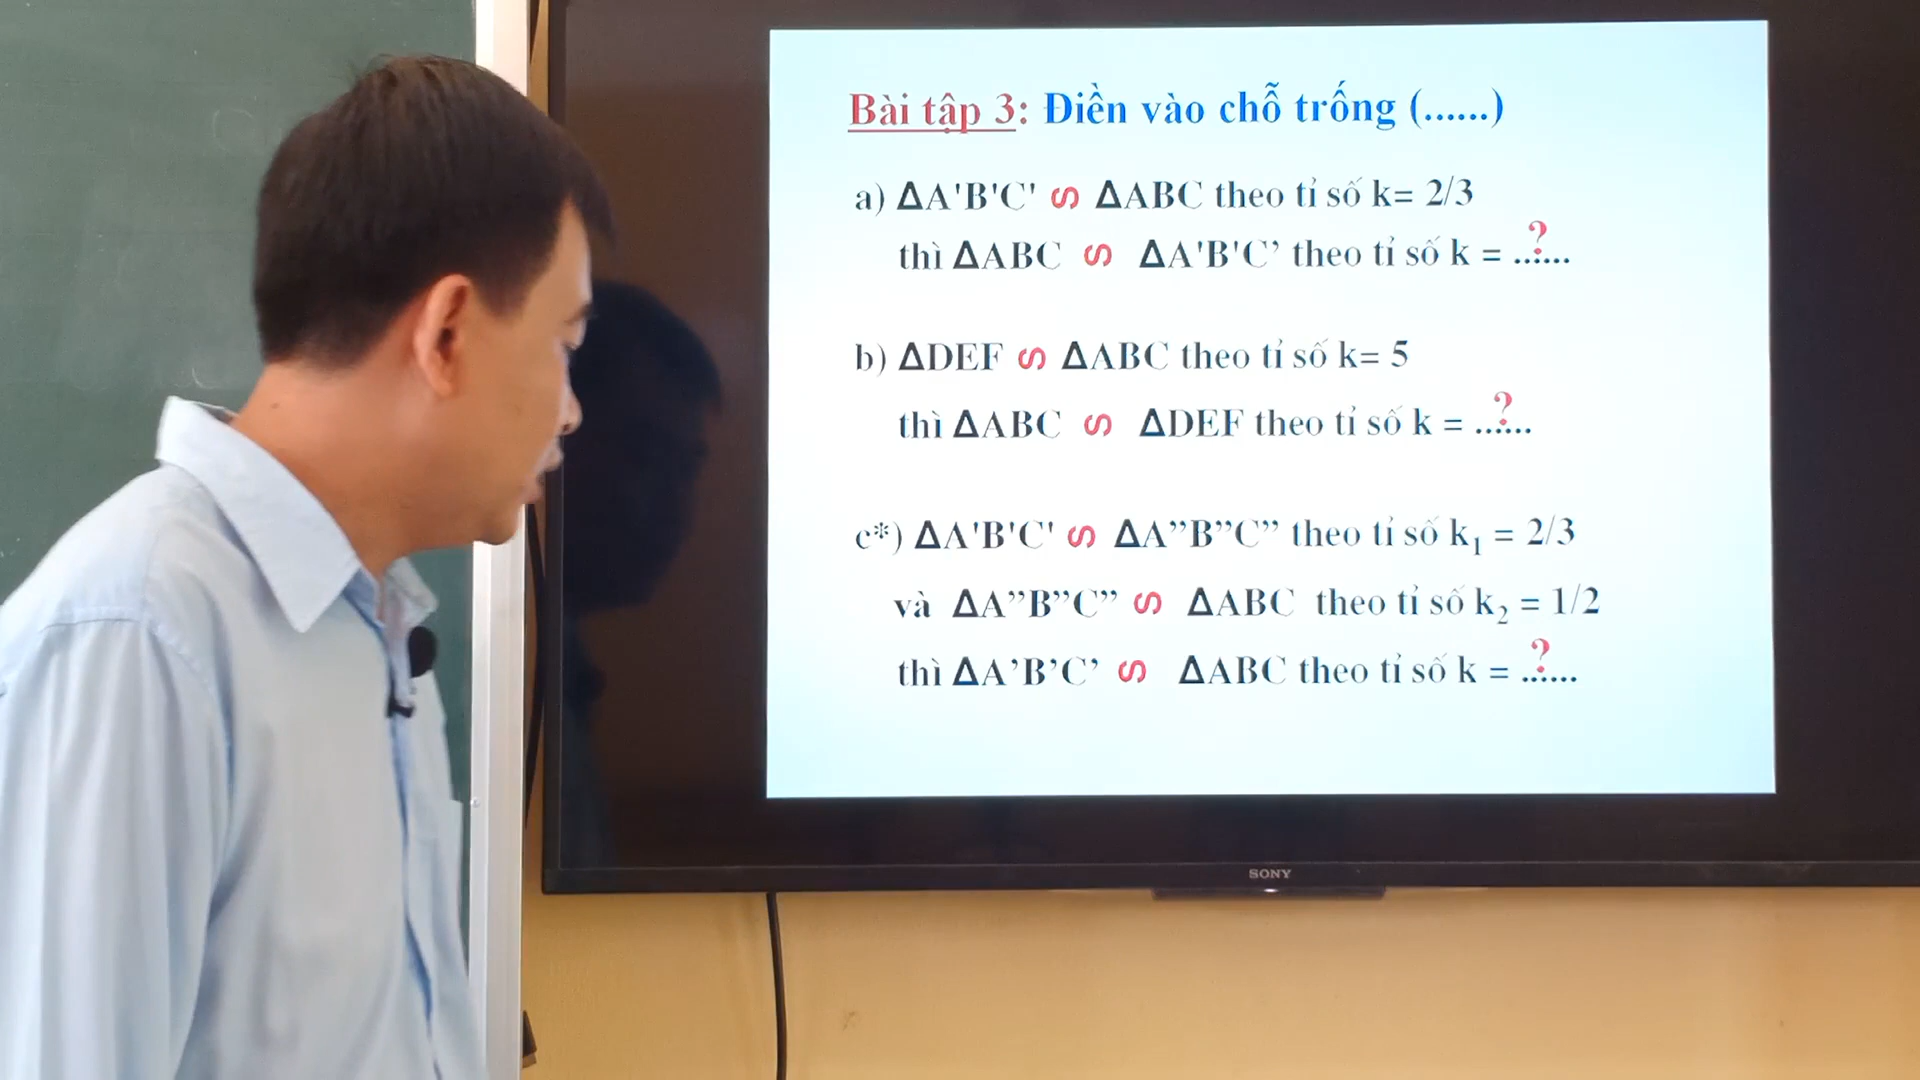 Bài tập 3: Điền vào chỗ trống (......)
a) ΔA'B'C' ∽ ΔABC theo tỉ số k= 2/3
thì ΔABC ∽ ΔA'B'C’ theo tỉ số k = ...?...
b) ΔDEF ∽ ΔABC theo tỉ số k= 5
thì ΔABC ∽ ΔDEF theo tỉ số k = ...?...
c*) ΔA'B'C' ∽ ΔA”B”C” theo tỉ số k₁ = 2/3
và ΔA”B”C” ∽ ΔABC theo tỉ số k₂ = 1/2
thì ΔA’B’C’ ∽ ΔABC theo tỉ số k = ...?...
SONY